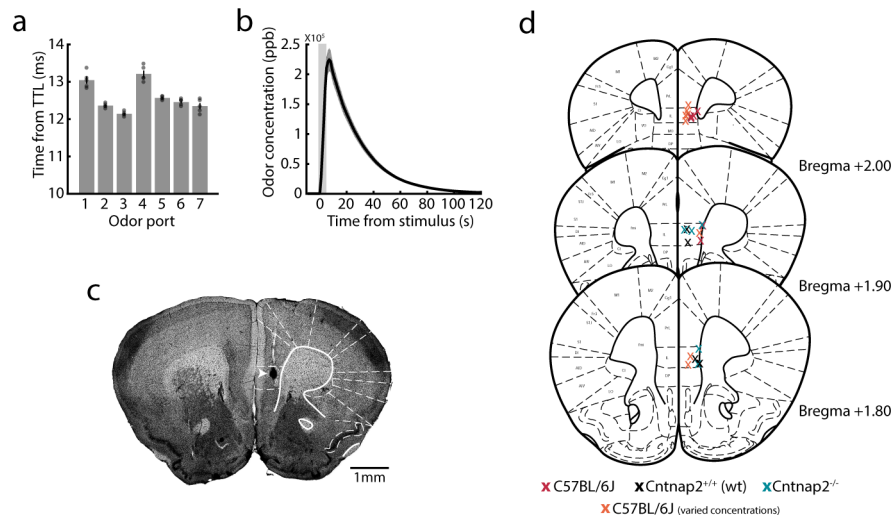 a
Time from TTL (ms)
14
13
12
11
10
1 2 3 4 5 6 7
Odor port
b
X10⁵
Odor concentration (ppb)
2.5
2
1.5
1
0.5
0
0 20 40 60 80 100 120
Time from stimulus (s)
c
1mm
d
Bregma +2.00
Bregma +1.90
Bregma +1.80
x C57BL/6J x Cntnap2+/+ (wt) x Cntnap2-/-
x C57BL/6J (varied concentrations)